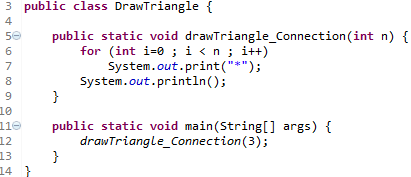 3 public class DrawTriangle {
4
5 public static void drawTriangle_Connection(int n) {
6 for (int i=0 ; i < n ; i++)
7 System.out.print("*");
8 System.out.println();
9 }
10
11 public static void main(String[] args) {
12 drawTriangle_Connection(3);
13 }
14 }